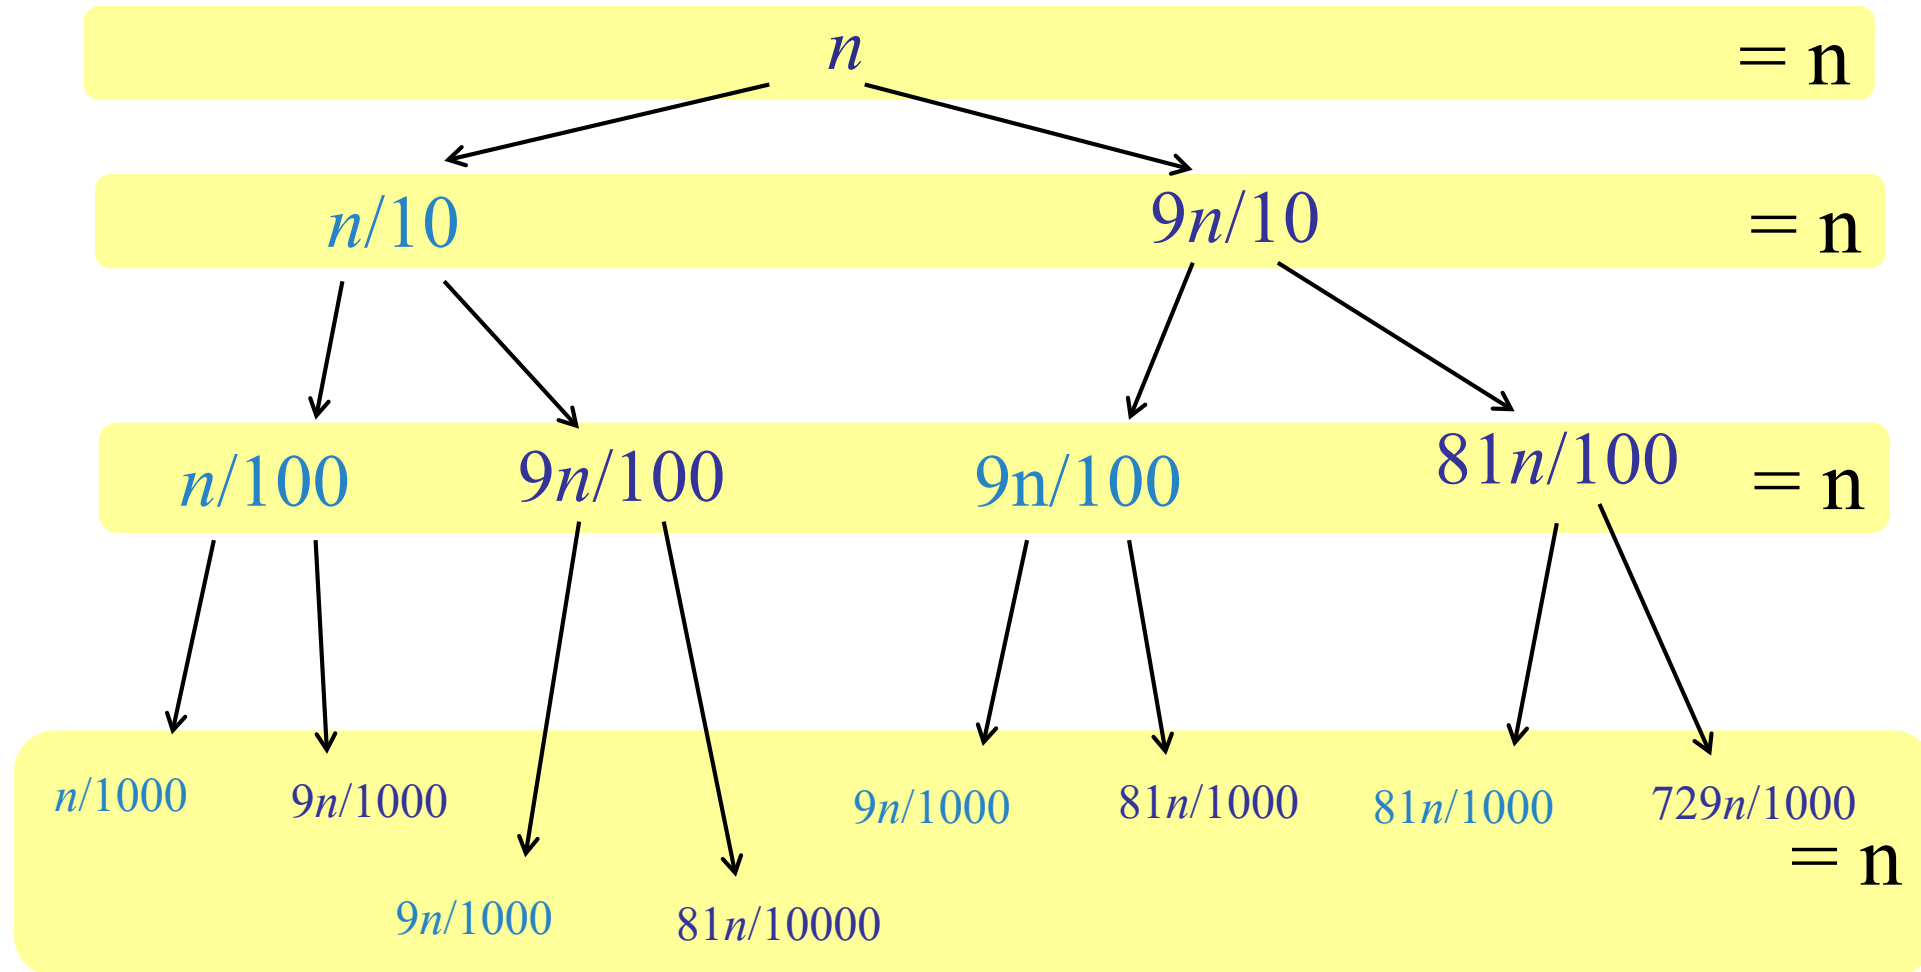 n = n
n/10 9n/10 = n
n/100 9n/100 9n/100 81n/100 = n
n/1000 9n/1000 9n/1000 81n/1000 81n/1000 729n/1000
= n
9n/1000 81n/10000